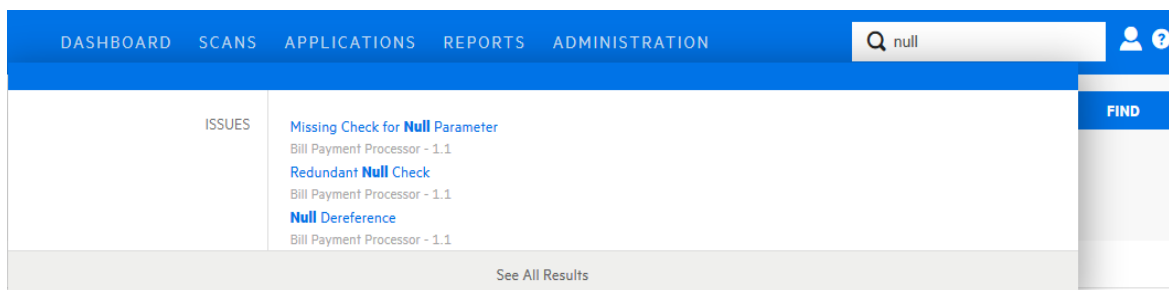 DASHBOARD SCANS APPLICATIONS REPORTS ADMINISTRATION null ?
FIND
ISSUES Missing Check for Null Parameter
Bill Payment Processor - 1.1
Redundant Null Check
Bill Payment Processor - 1.1
Null Dereference
Bill Payment Processor - 1.1
See All Results